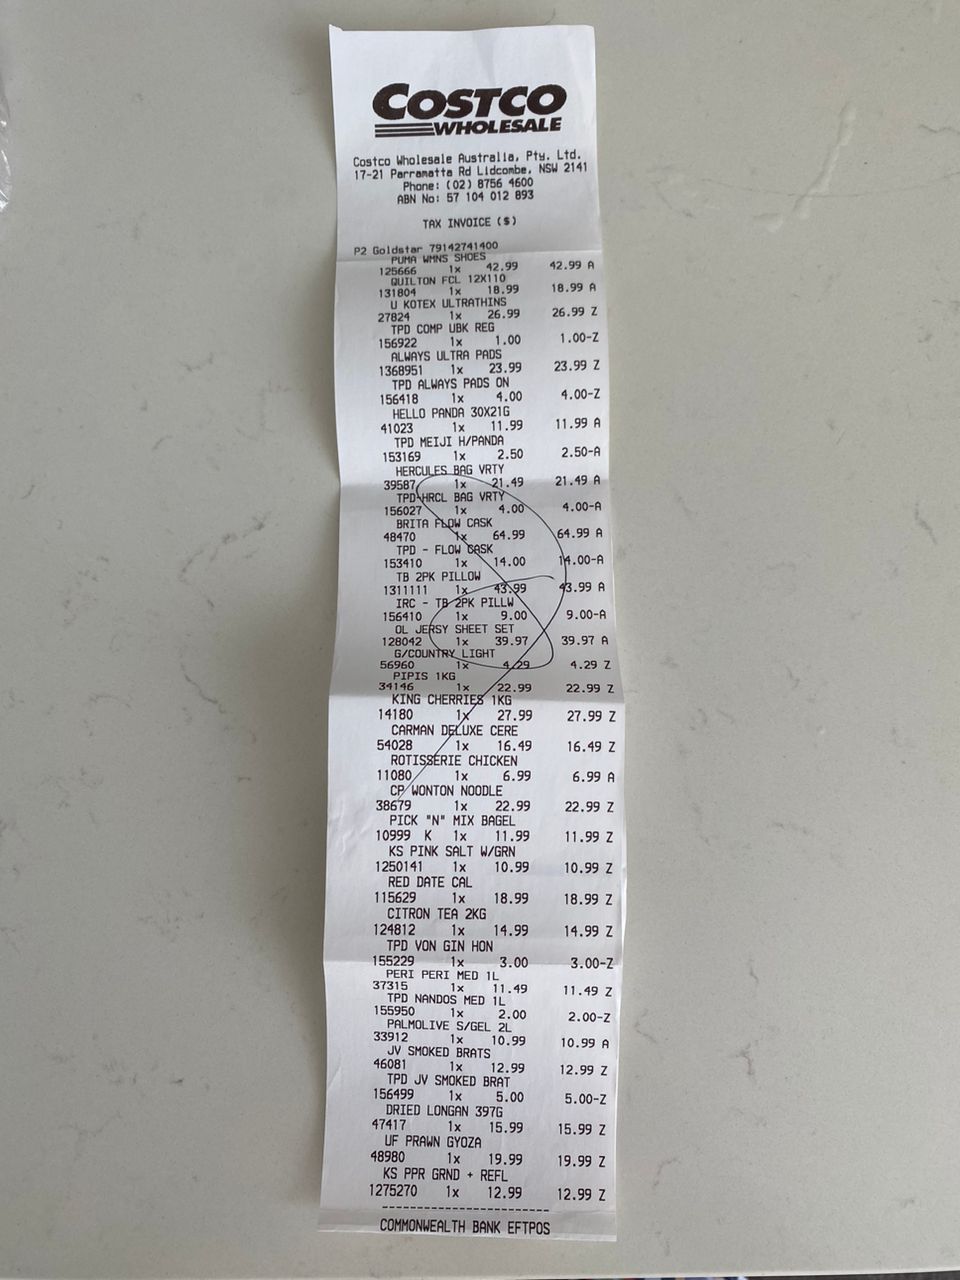 COSTCO
WHOLESALE
Costco Wholesale Australia, Pty. Ltd.
17-21 Parramatta Rd Lidcombe, NSW 2141
Phone: (02) 8756 4600
ABN No: 57 104 012 893
TAX INVOICE ($)
P2 Goldstar 79142741400
PUMA WMNS SHOES
125666 1x 42.99 42.99 A
QUILTON FCL 12X110
131804 1x 18.99 18.99 A
U KOTEX ULTRATHINS
27824 1x 26.99 26.99 Z
TPD COMP UBK REG
156922 1x 1.00 1.00-Z
ALWAYS ULTRA PADS
1368951 1x 23.99 23.99 Z
TPD ALWAYS PADS ON
156418 1x 4.00 4.00-Z
HELLO PANDA 30X21G
41023 1x 11.99 11.99 A
TPD MEIJI H/PANDA
153169 1x 2.50 2.50-A
HERCULES BAG VRTY
39587 1x 21.49 21.49 A
TPD HRCL BAG VRTY
156027 1x 4.00 4.00-A
BRITA FLOW CASK
48470 1x 64.99 64.99 A
TPD - FLOW CASK
153410 1x 14.00 14.00-A
TB 2PK PILLOW
1311111 1x 43.99 43.99 A
IRC - TB 2PK PILLW
156410 1x 9.00 9.00-A
OL JERSY SHEET SET
128042 1x 39.97 39.97 A
G/COUNTRY LIGHT
56960 1x 4.29 4.29 Z
PIPIS 1KG
34146 1x 22.99 22.99 Z
KING CHERRIES 1KG
14180 1x 27.99 27.99 Z
CARMAN DELUXE CERE
54028 1x 16.49 16.49 Z
ROTISSERIE CHICKEN
11080 1x 6.99 6.99 A
CP WONTON NOODLE
38679 1x 22.99 22.99 Z
PICK "N" MIX BAGEL
10999 K 1x 11.99 11.99 Z
KS PINK SALT W/GRN
1250141 1x 10.99 10.99 Z
RED DATE CAL
115629 1x 18.99 18.99 Z
CITRON TEA 2KG
124812 1x 14.99 14.99 Z
TPD VON GIN HON
155229 1x 3.00 3.00-Z
PERI PERI MED 1L
37315 1x 11.49 11.49 Z
TPD NANDOS MED 1L
155950 1x 2.00 2.00-Z
PALMOLIVE S/GEL 2L
33912 1x 10.99 10.99 A
JV SMOKED BRATS
46081 1x 12.99 12.99 Z
TPD JV SMOKED BRAT
156499 1x 5.00 5.00-Z
DRIED LONGAN 397G
47417 1x 15.99 15.99 Z
UF PRAWN GYOZA
48980 1x 19.99 19.99 Z
KS PPR GRND + REFL
1275270 1x 12.99 12.99 Z
-------------------------
COMMONWEALTH BANK EFTPOS